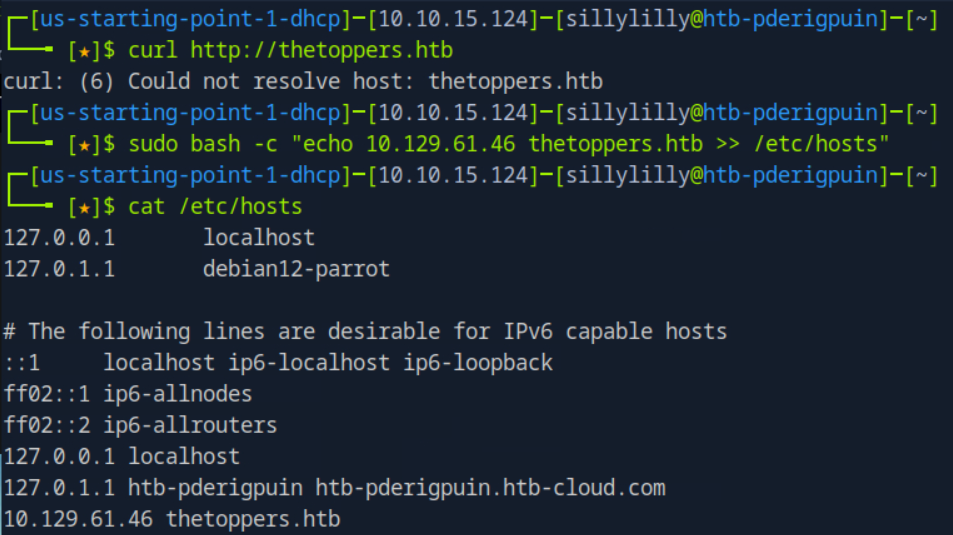 ┌─[us-starting-point-1-dhcp]─[10.10.15.124]─[sillylilly@htb-pderigpuin]─[~]
└──╼ [★]$ curl http://thetoppers.htb
curl: (6) Could not resolve host: thetoppers.htb
┌─[us-starting-point-1-dhcp]─[10.10.15.124]─[sillylilly@htb-pderigpuin]─[~]
└──╼ [★]$ sudo bash -c "echo 10.129.61.46 thetoppers.htb >> /etc/hosts"
┌─[us-starting-point-1-dhcp]─[10.10.15.124]─[sillylilly@htb-pderigpuin]─[~]
└──╼ [★]$ cat /etc/hosts
127.0.0.1       localhost
127.0.1.1       debian12-parrot

# The following lines are desirable for IPv6 capable hosts
::1     localhost ip6-localhost ip6-loopback
ff02::1 ip6-allnodes
ff02::2 ip6-allrouters
127.0.0.1 localhost
127.0.1.1 htb-pderigpuin htb-pderigpuin.htb-cloud.com
10.129.61.46 thetoppers.htb